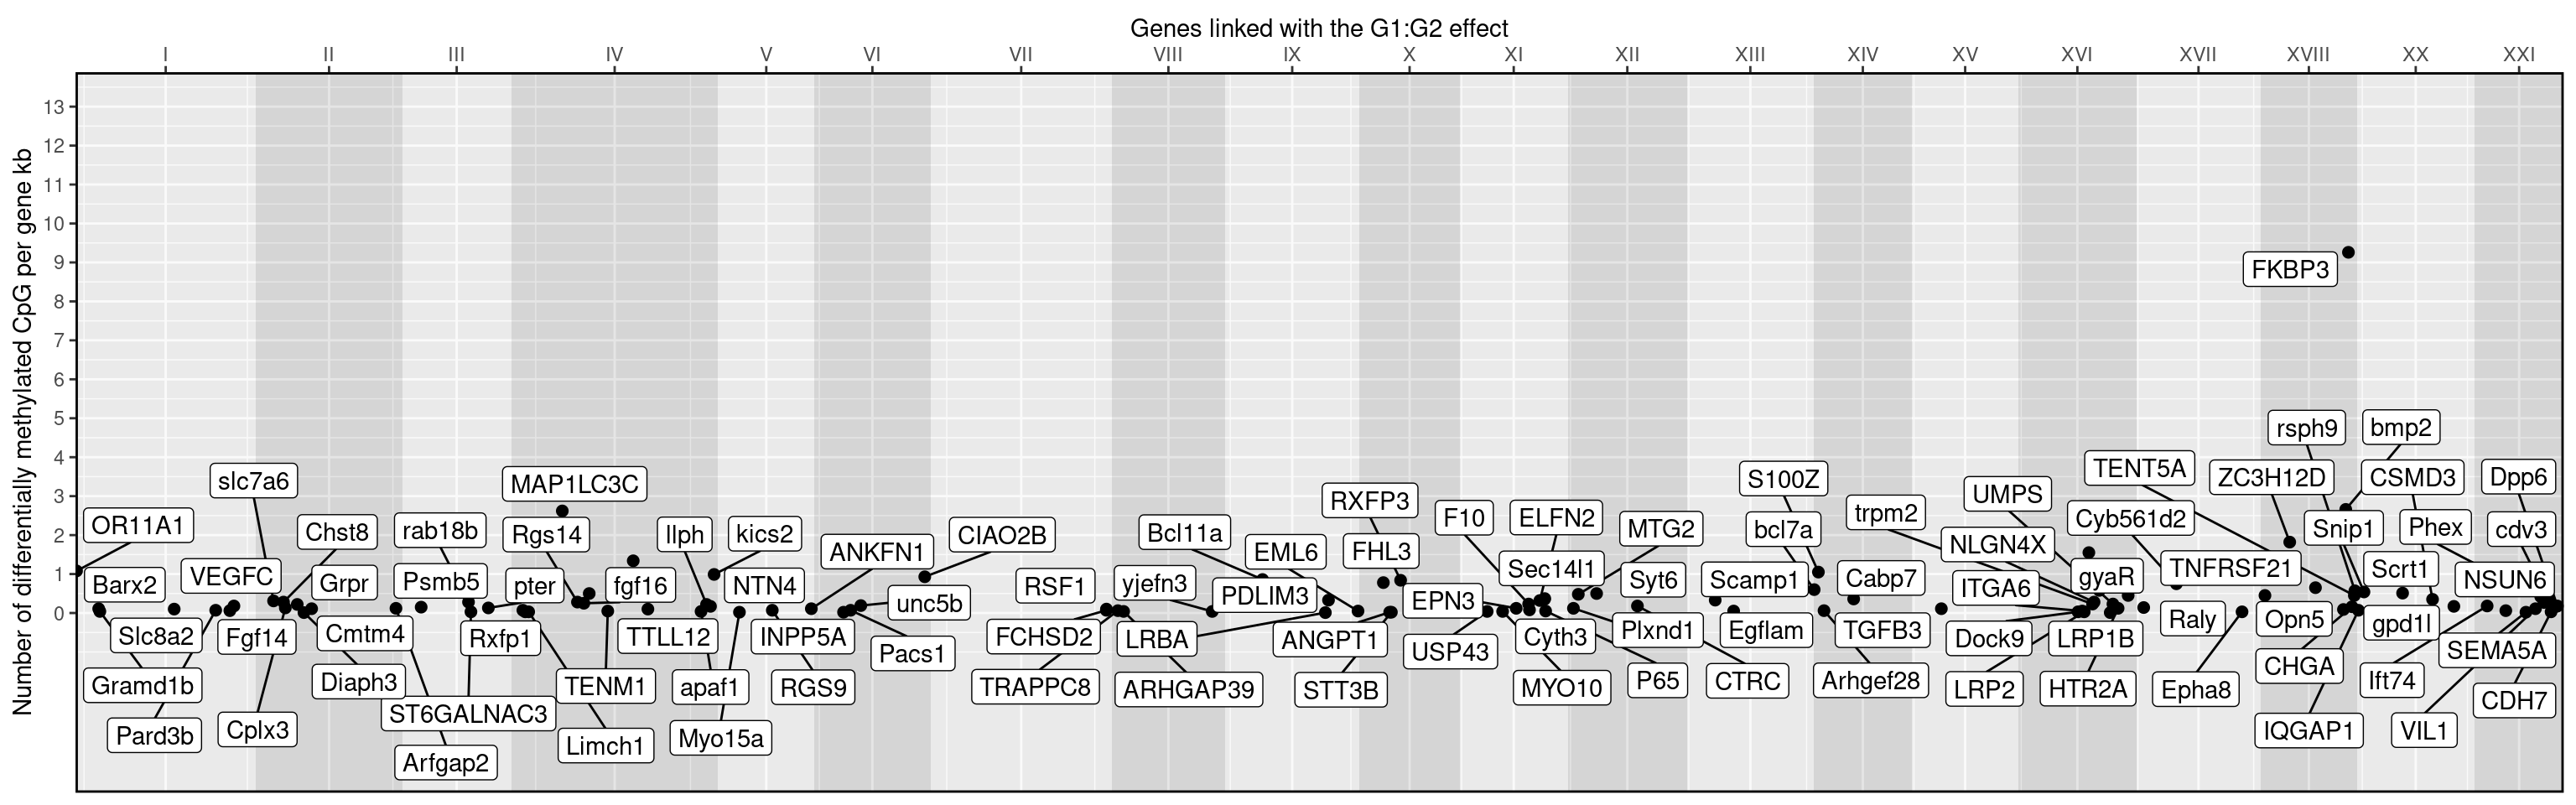 Genes linked with the G1:G2 effect
I II III IV V VI VII VIII IX X XI XII XIII XIV XV XVI XVII XVIII XX XXI
Number of differentially methylated CpG per gene kb
13
12
11
10
9
8
7
6
5
4
3
2
1
0
FKBP3
rsph9 bmp2
slc7a6 MAP1LC3C S100Z TENT5A ZC3H12D CSMD3 Dpp6
RXFP3 UMPS
OR11A1 Chst8 rab18b Rgs14 llph kics2 CIAO2B Bcl11a F10 ELFN2 MTG2 bcl7a trpm2 Cyb561d2 Snip1 Phex cdv3
ANKFN1 EML6 FHL3 NLGN4X
Barx2 VEGFC Grpr Psmb5 pter fgf16 NTN4 RSF1 yjefn3 Sec14l1 Syt6 Scamp1 Cabp7 ITGA6 gyaR TNFRSF21 Scrt1 NSUN6
unc5b PDLIM3 EPN3
Slc8a2 Fgf14 Cmtm4 Rxfp1 TTLL12 INPP5A FCHSD2 LRBA ANGPT1 Cyth3 Plxnd1 Egflam TGFB3 Dock9 LRP1B Raly Opn5 gpd1l
Pacs1 USP43 SEMA5A
Gramd1b Diaph3 TENM1 apaf1 RGS9 TRAPPC8 ARHGAP39 STT3B MYO10 P65 CTRC Arhgef28 LRP2 HTR2A Epha8 CHGA Ift74 CDH7
ST6GALNAC3
Pard3b Cplx3 Limch1 Myo15a IQGAP1 VIL1
Arfgap2